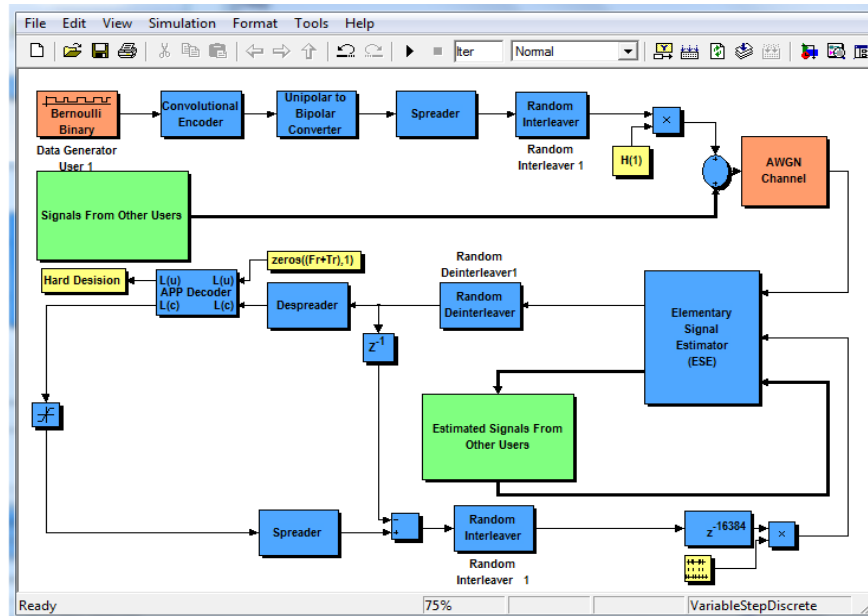 File Edit View Simulation Format Tools Help
Iter Normal
Bernoulli
Binary
Data Generator
User 1
Convolutional
Encoder
Unipolar to
Bipolar
Converter
Spreader
Random
Interleaver
Random
Interleaver 1
×
H(1)
+
+
AWGN
Channel
Signals From Other Users
Hard Desision
L(u) L(u)
APP Decoder
L(c) L(c)
zeros((Fr+Tr),1)
Despreader
Random
Deinterleaver1
Random
Deinterleaver
Z-1
Elementary
Signal
Estimator
(ESE)
Estimated Signals From
Other Users
Spreader
−
+
Random
Interleaver
Random
Interleaver 1
z-16384
×
Ready 75% VariableStepDiscrete